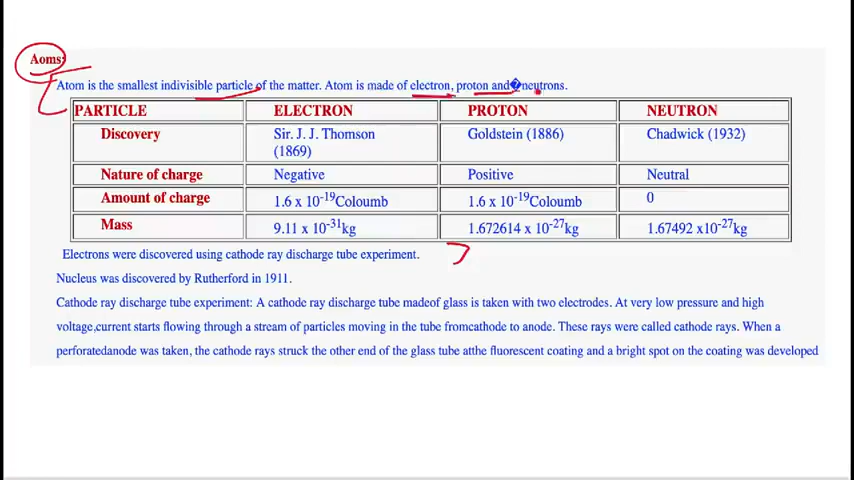 Aoms:
Atom is the smallest indivisible particle of the matter. Atom is made of electron, proton and�neutrons.
PARTICLE ELECTRON PROTON NEUTRON
Discovery Sir. J. J. Thomson (1869) Goldstein (1886) Chadwick (1932)
Nature of charge Negative Positive Neutral
Amount of charge 1.6 x 10⁻¹⁹Coloumb 1.6 x 10⁻¹⁹Coloumb 0
Mass 9.11 x 10⁻³¹kg 1.672614 x 10⁻²⁷kg 1.67492 x10⁻²⁷kg
Electrons were discovered using cathode ray discharge tube experiment.
Nucleus was discovered by Rutherford in 1911.
Cathode ray discharge tube experiment: A cathode ray discharge tube madeof glass is taken with two electrodes. At very low pressure and high
voltage,current starts flowing through a stream of particles moving in the tube fromcathode to anode. These rays were called cathode rays. When a
perforatedanode was taken, the cathode rays struck the other end of the glass tube atthe fluorescent coating and a bright spot on the coating was developed